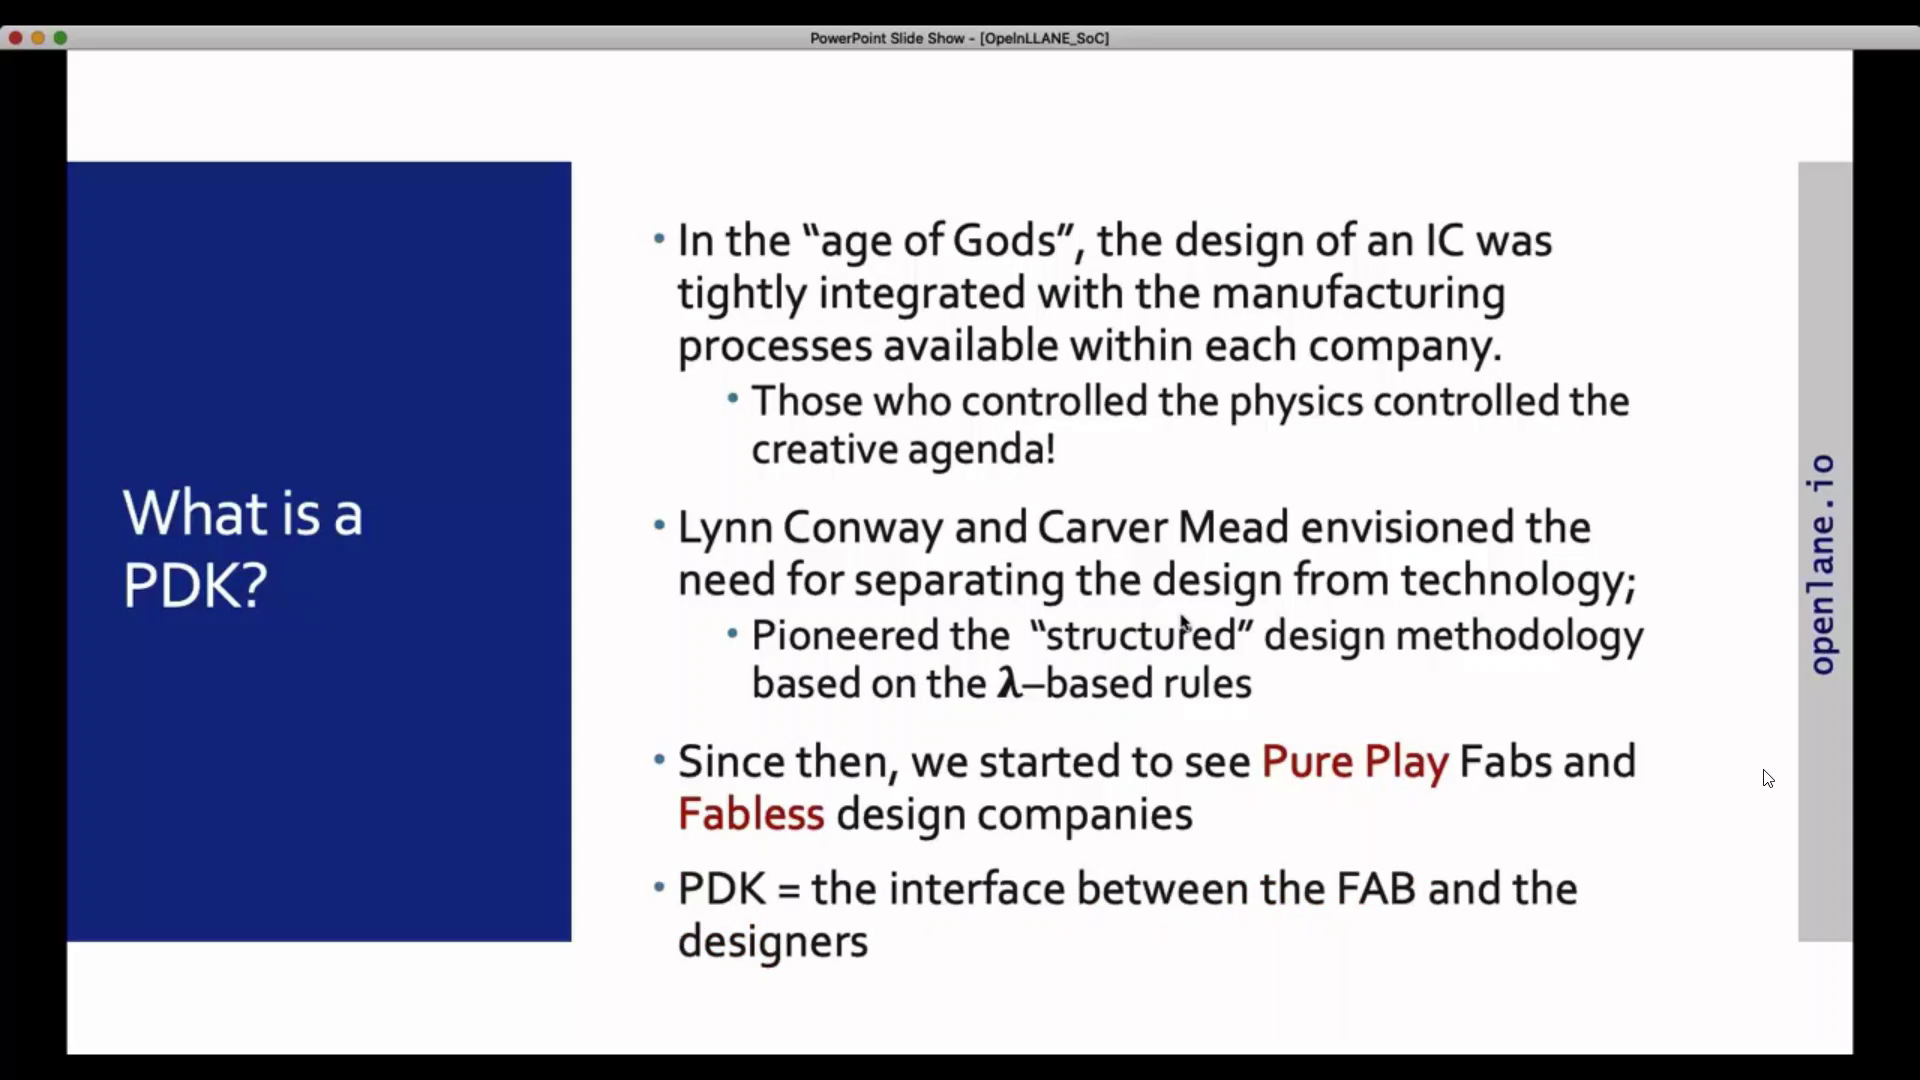 PowerPoint Slide Show - [OpeInLLANE_SoC]
What is a
PDK?
• In the “age of Gods”, the design of an IC was
tightly integrated with the manufacturing
processes available within each company.
• Those who controlled the physics controlled the
creative agenda!
• Lynn Conway and Carver Mead envisioned the
need for separating the design from technology;
• Pioneered the “structured” design methodology
based on the λ–based rules
• Since then, we started to see Pure Play Fabs and
Fabless design companies
• PDK = the interface between the FAB and the
designers
openlane.io